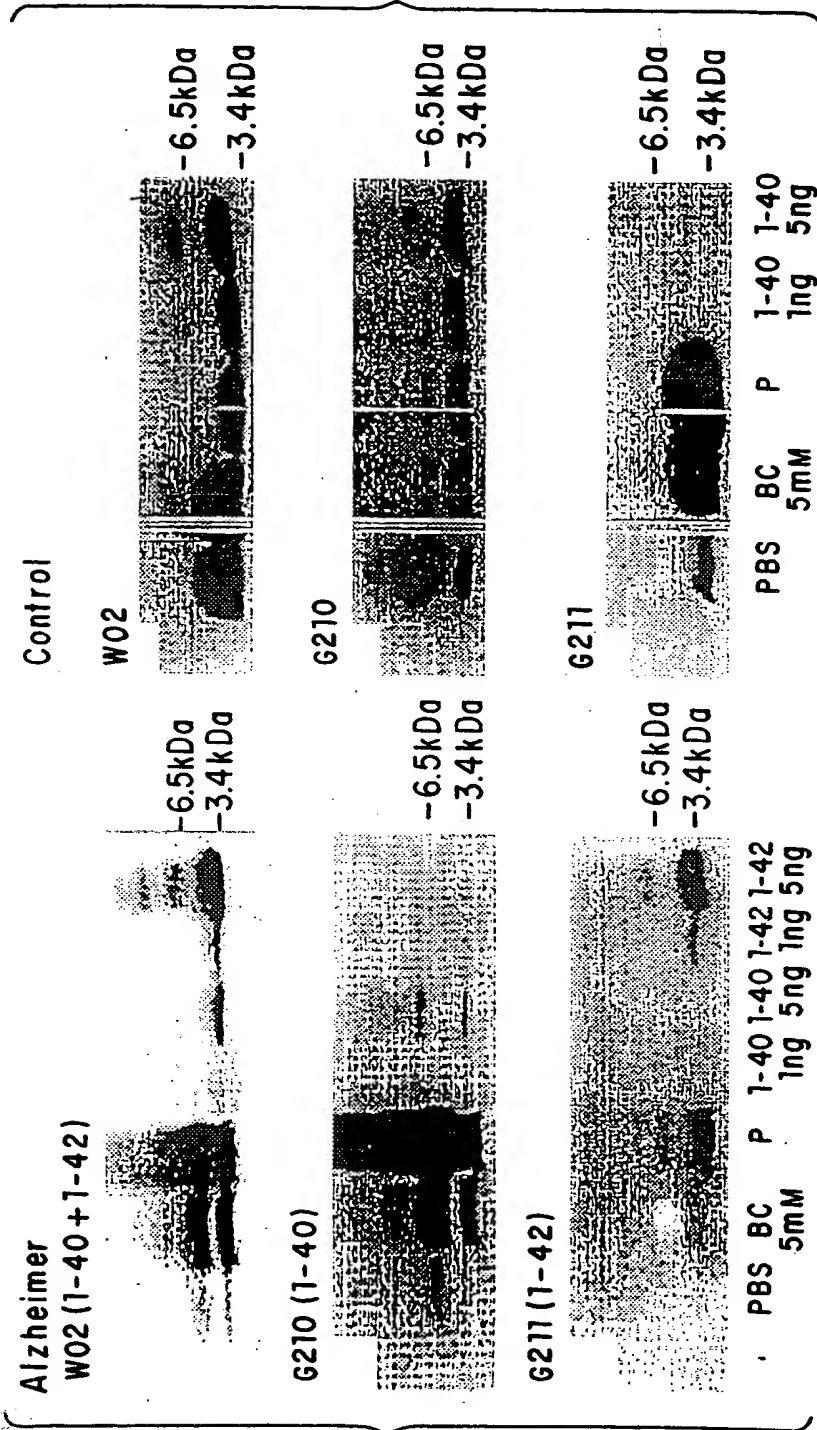 Alzheimer
W02 (1-40+1-42)
-6.5kDa
-3.4kDa
G210 (1-40)
-6.5kDa
-3.4kDa
G211 (1-42)
-6.5kDa
-3.4kDa
PBS BC P 1-40 1-40 1-42 1-42
5mM 1ng 5ng 1ng 5ng
Control
W02
-6.5kDa
-3.4kDa
G210
-6.5kDa
-3.4kDa
G211
-6.5kDa
-3.4kDa
PBS BC P 1-40 1-40
5mM 1ng 5ng